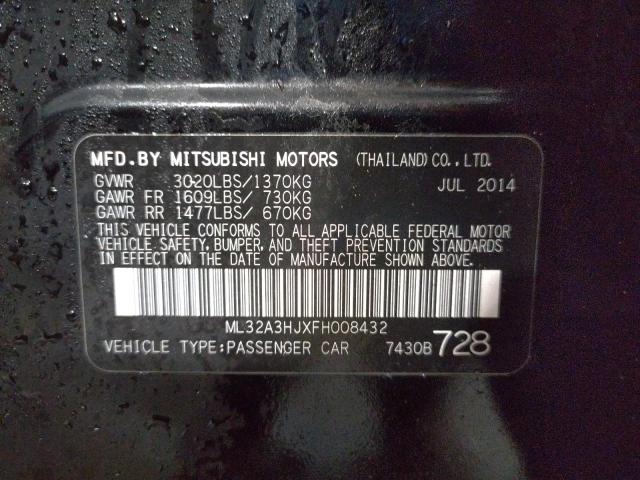 MFD.BY MITSUBISHI MOTORS (THAILAND)CO.,LTD.
GVWR 3020LBS/1370KG JUL 2014
GAWR FR 1609LBS/ 730KG
GAWR RR 1477LBS/ 670KG
THIS VEHICLE CONFORMS TO ALL APPLICABLE FEDERAL MOTOR
VEHICLE SAFETY, BUMPER, AND THEFT PREVENTION STANDARDS
IN EFFECT ON THE DATE OF MANUFACTURE SHOWN ABOVE.
ML32A3HJXFH008432
VEHICLE TYPE:PASSENGER CAR 7430B 728